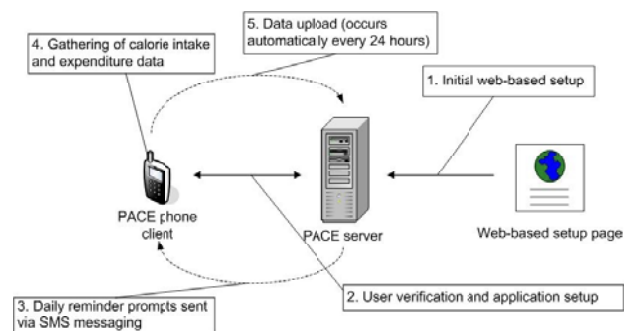 5. Data upload (occurs
automatically every 24 hours)
4. Gathering of calorie intake
and expenditure data
1. Initial web-based setup
PACE phone
client
PACE server
Web-based setup page
3. Daily reminder prompts sent
via SMS messaging
2. User verification and application setup